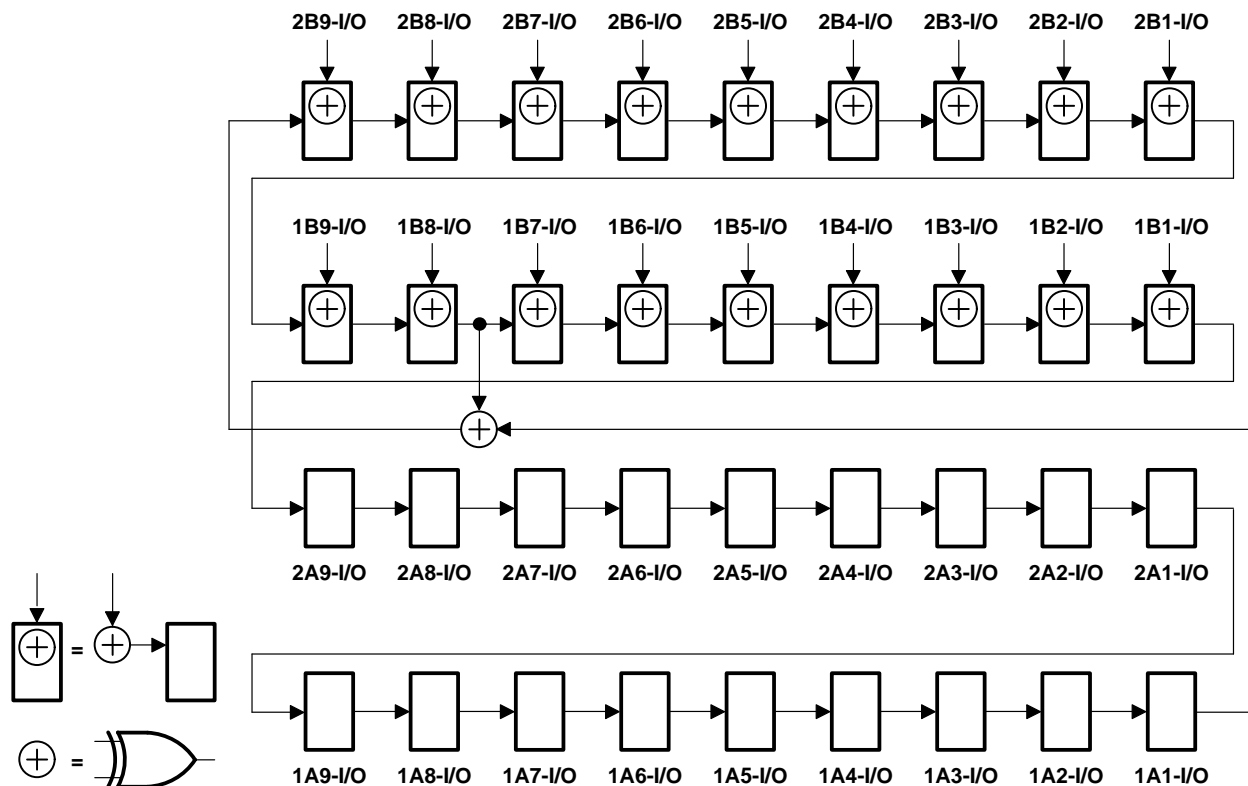 2B9-I/O 2B8-I/O 2B7-I/O 2B6-I/O 2B5-I/O 2B4-I/O 2B3-I/O 2B2-I/O 2B1-I/O
1B9-I/O 1B8-I/O 1B7-I/O 1B6-I/O 1B5-I/O 1B4-I/O 1B3-I/O 1B2-I/O 1B1-I/O
2A9-I/O 2A8-I/O 2A7-I/O 2A6-I/O 2A5-I/O 2A4-I/O 2A3-I/O 2A2-I/O 2A1-I/O
=
=
1A9-I/O 1A8-I/O 1A7-I/O 1A6-I/O 1A5-I/O 1A4-I/O 1A3-I/O 1A2-I/O 1A1-I/O